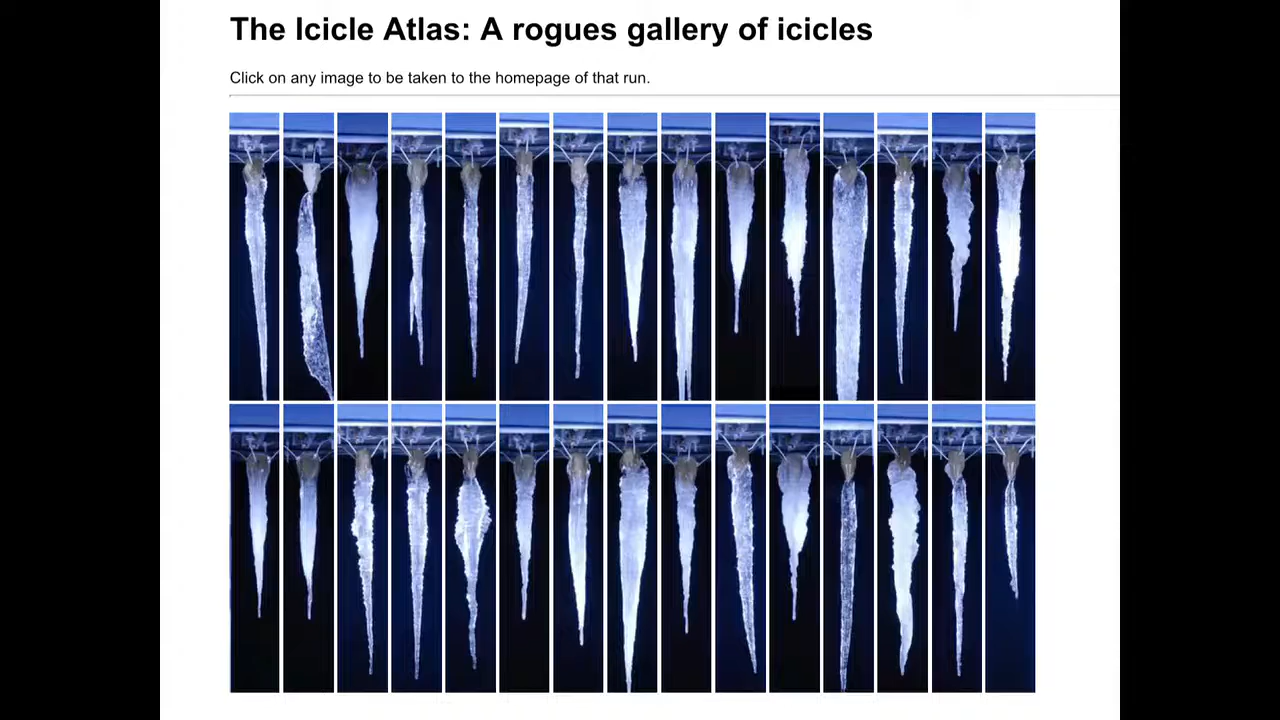 The Icicle Atlas: A rogues gallery of icicles
Click on any image to be taken to the homepage of that run.